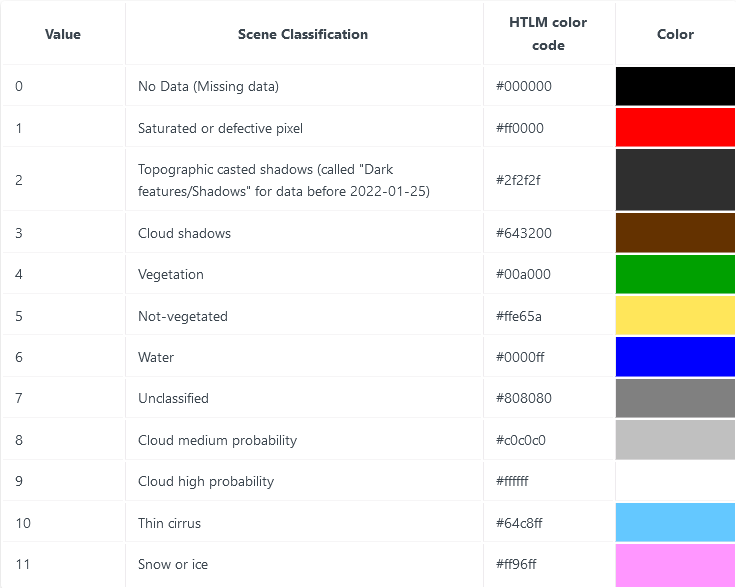 Value Scene Classification HTLM color code Color
0 No Data (Missing data) #000000
1 Saturated or defective pixel #ff0000
2 Topographic casted shadows (called "Dark features/Shadows" for data before 2022-01-25) #2f2f2f
3 Cloud shadows #643200
4 Vegetation #00a000
5 Not-vegetated #ffe65a
6 Water #0000ff
7 Unclassified #808080
8 Cloud medium probability #c0c0c0
9 Cloud high probability #ffffff
10 Thin cirrus #64c8ff
11 Snow or ice #ff96ff